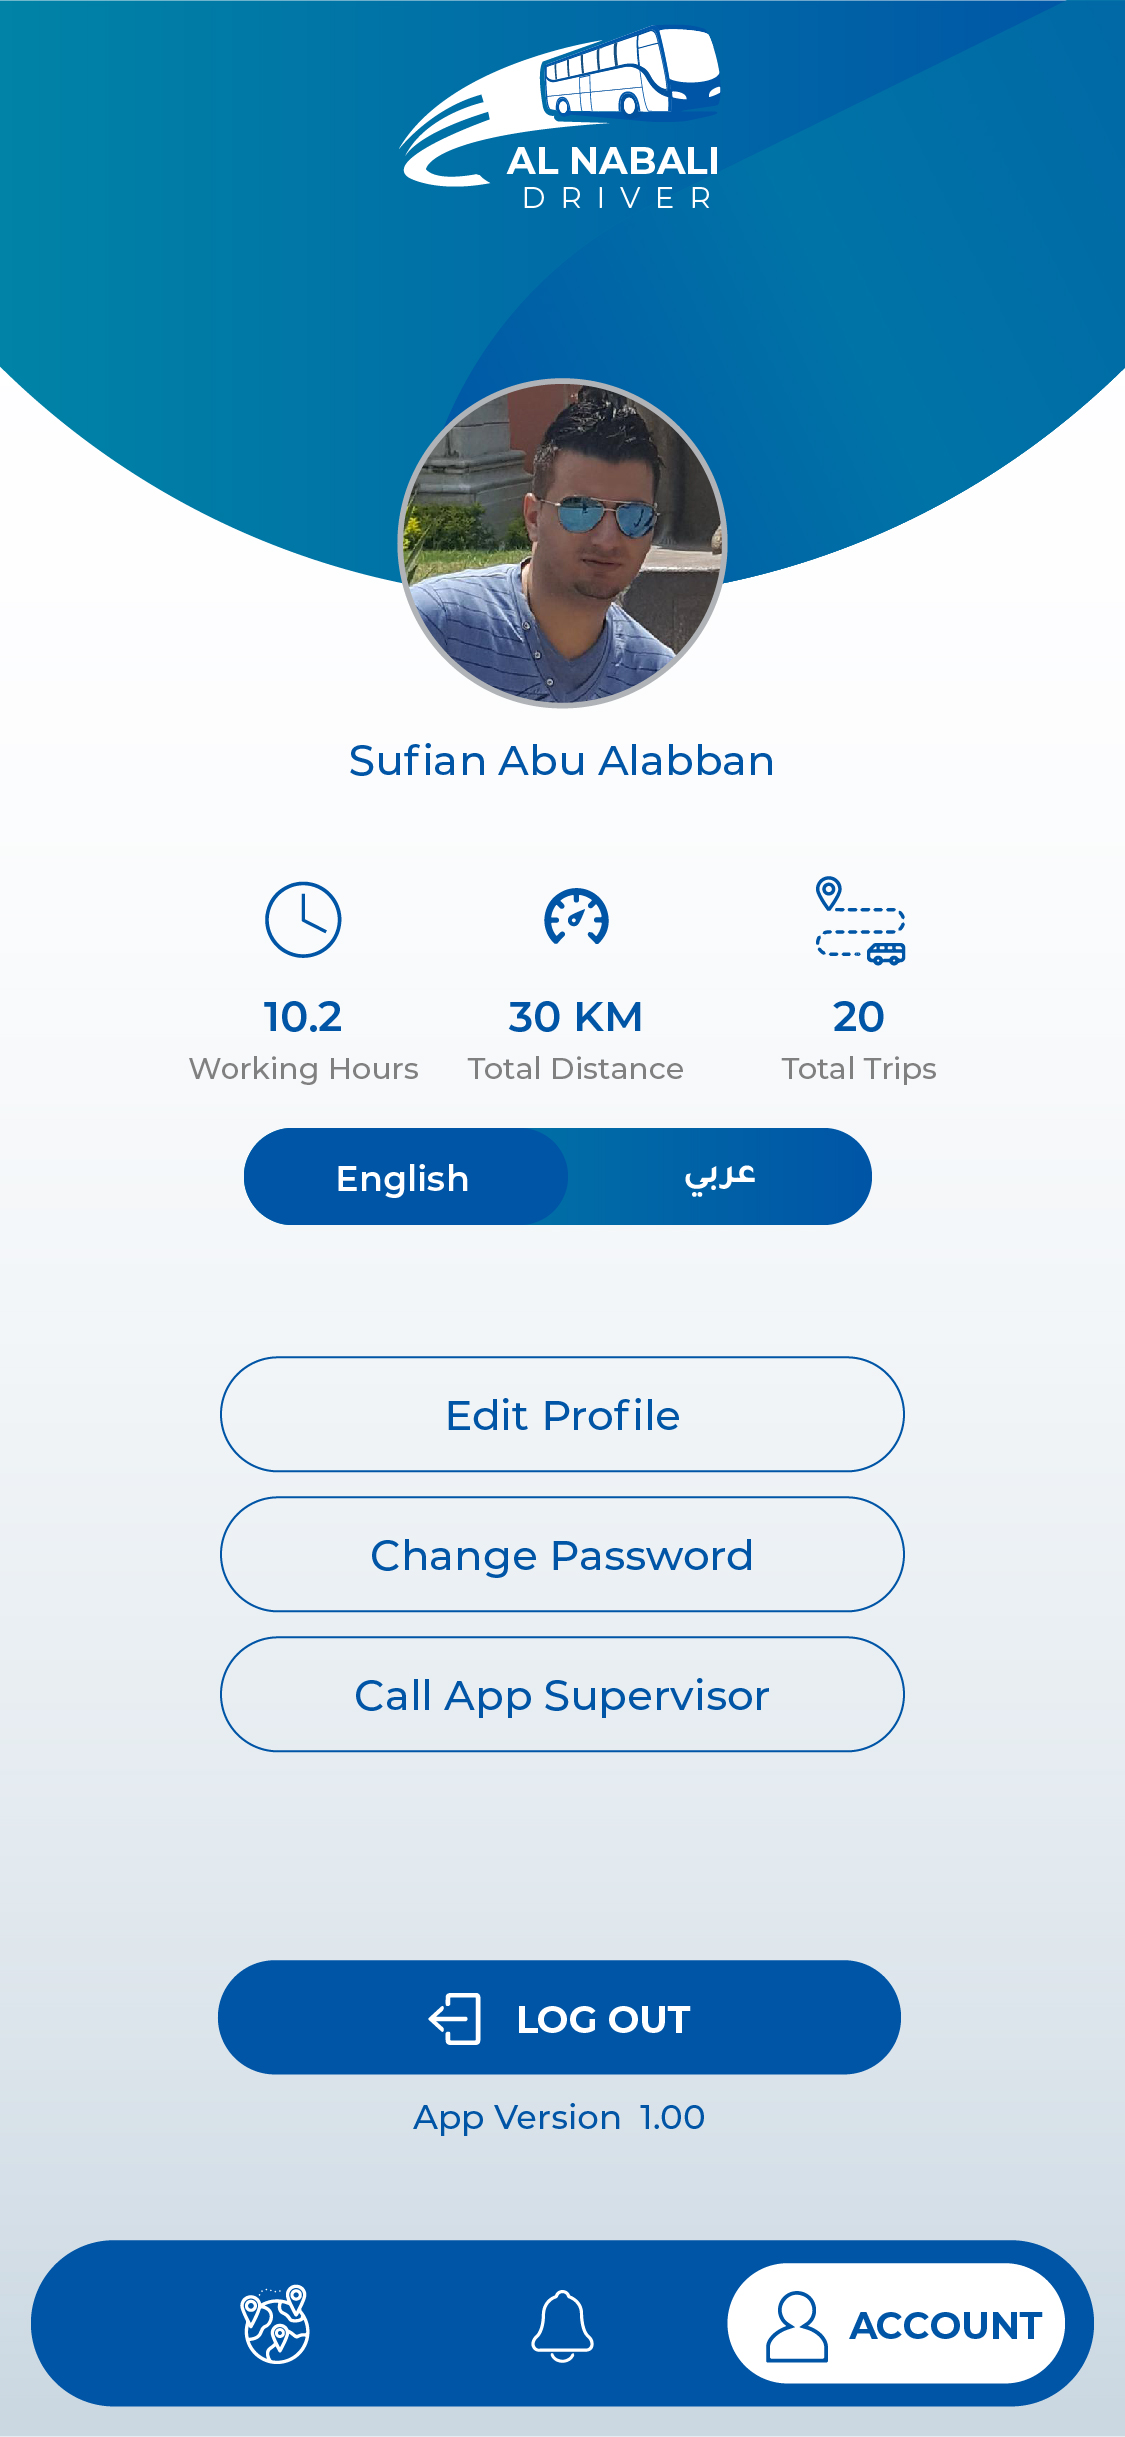 AL NABALI
DRIVER
Sufian Abu Alabban
10.2
Working Hours
30 KM
Total Distance
20
Total Trips
English
عربي
Edit Profile
Change Password
Call App Supervisor
LOG OUT
App Version 1.00
ACCOUNT